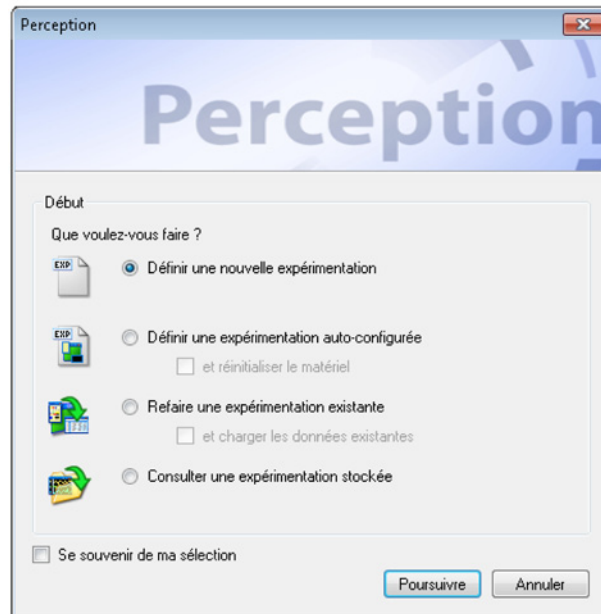 Perception
Perception
Début
Que voulez-vous faire ?
EXP
Définir une nouvelle expérimentation
EXP
Définir une expérimentation auto-configurée
et réinitialiser le matériel
Refaire une expérimentation existante
et charger les données existantes
Consulter une expérimentation stockée
Se souvenir de ma sélection
Poursuivre
Annuler